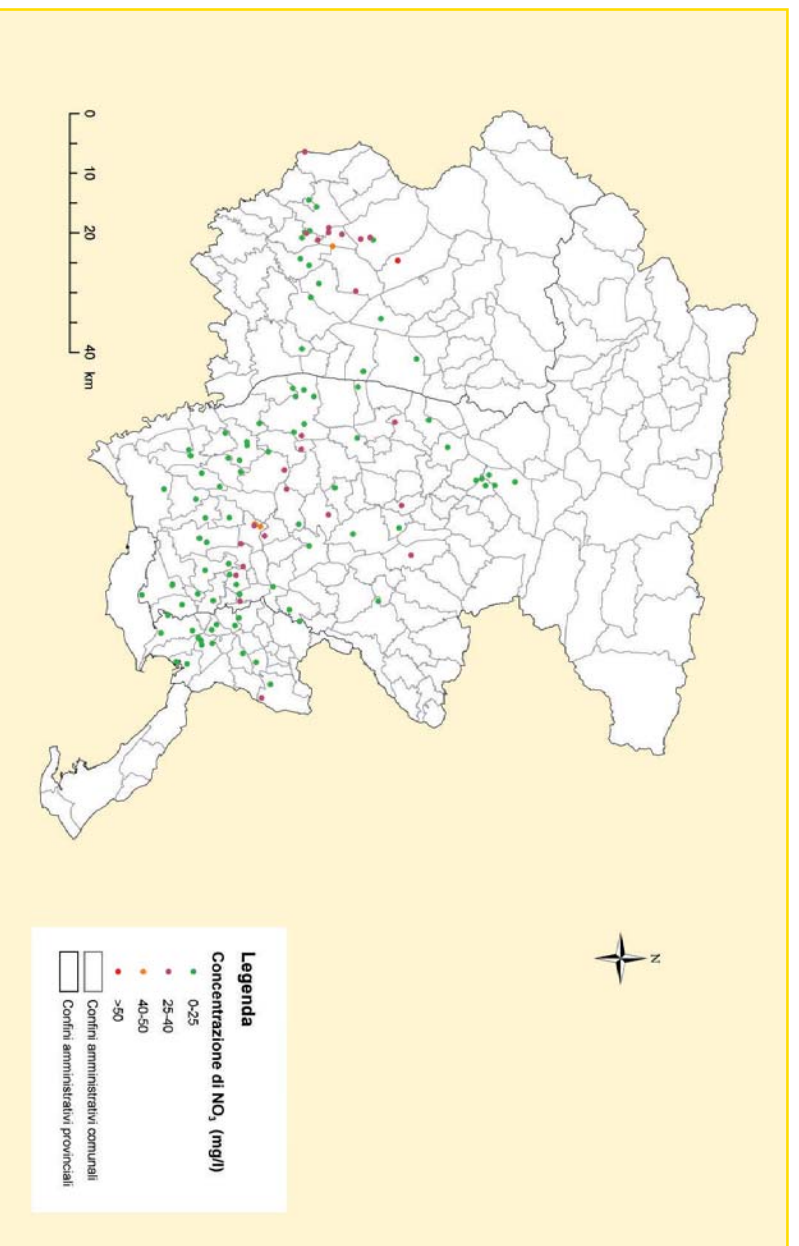 N
Legenda
Concentrazione di NO₃ (mg/l)
0-25
25-40
40-50
>50
Confini amministrativi comunali
Confini amministrativi provinciali
0 10 20 40 km